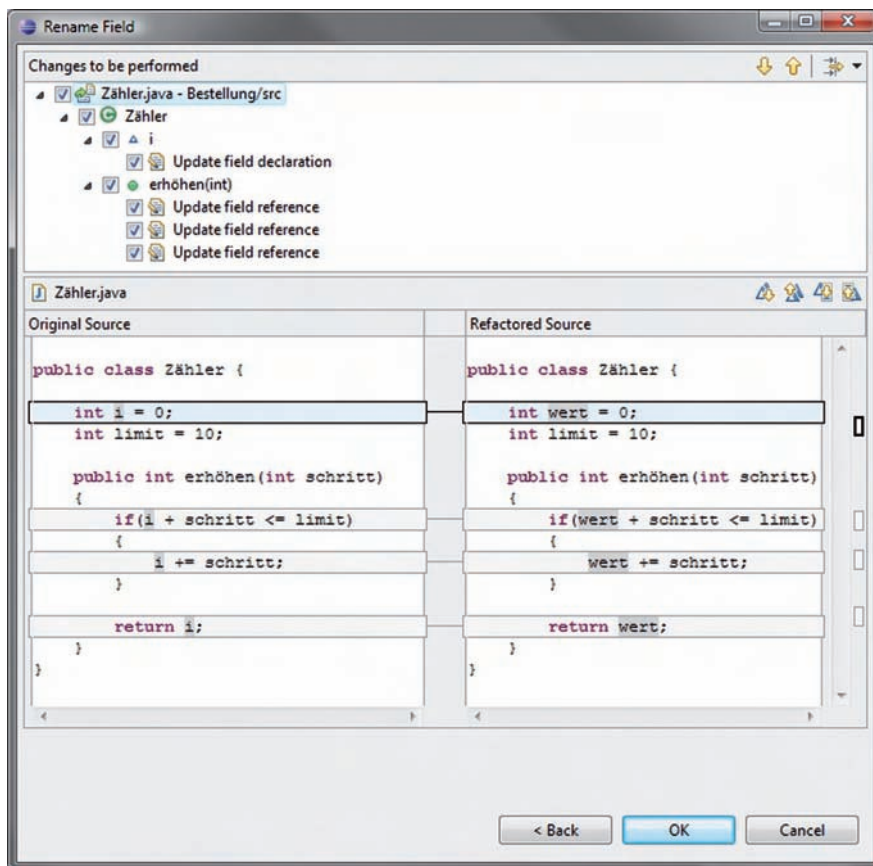 Rename Field
Changes to be performed
Zähler.java - Bestellung/src
Zähler
i
Update field declaration
erhöhen(int)
Update field reference
Update field reference
Update field reference
Zähler.java
Original Source
Refactored Source
public class Zähler {
int i = 0;
int limit = 10;
public int erhöhen(int schritt)
{
if(i + schritt <= limit)
{
i += schritt;
}
return i;
}
}
public class Zähler {
int wert = 0;
int limit = 10;
public int erhöhen(int schritt)
{
if(wert + schritt <= limit)
{
wert += schritt;
}
return wert;
}
}
< Back
OK
Cancel